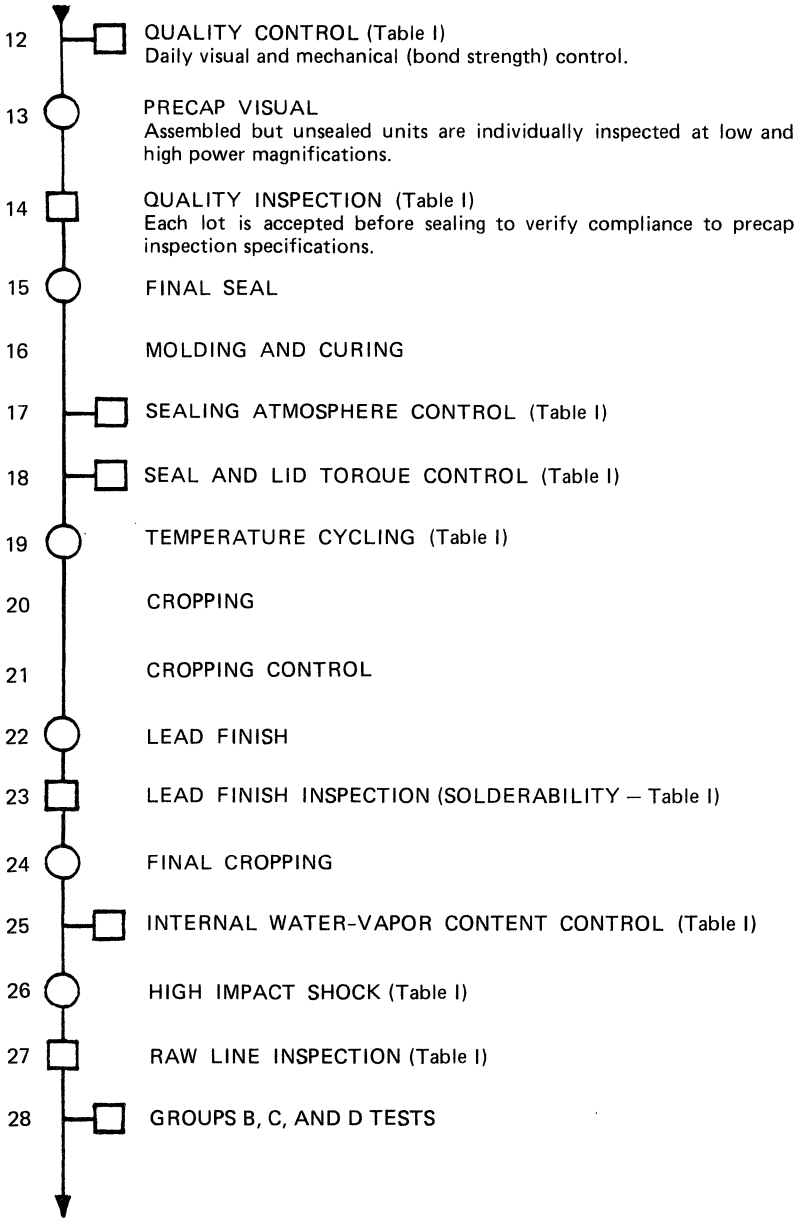 12 QUALITY CONTROL (Table I)
Daily visual and mechanical (bond strength) control.
13 PRECAP VISUAL
Assembled but unsealed units are individually inspected at low and
high power magnifications.
14 QUALITY INSPECTION (Table I)
Each lot is accepted before sealing to verify compliance to precap
inspection specifications.
15 FINAL SEAL
16 MOLDING AND CURING
17 SEALING ATMOSPHERE CONTROL (Table I)
18 SEAL AND LID TORQUE CONTROL (Table I)
19 TEMPERATURE CYCLING (Table I)
20 CROPPING
21 CROPPING CONTROL
22 LEAD FINISH
23 LEAD FINISH INSPECTION (SOLDERABILITY — Table I)
24 FINAL CROPPING
25 INTERNAL WATER-VAPOR CONTENT CONTROL (Table I)
26 HIGH IMPACT SHOCK (Table I)
27 RAW LINE INSPECTION (Table I)
28 GROUPS B, C, AND D TESTS